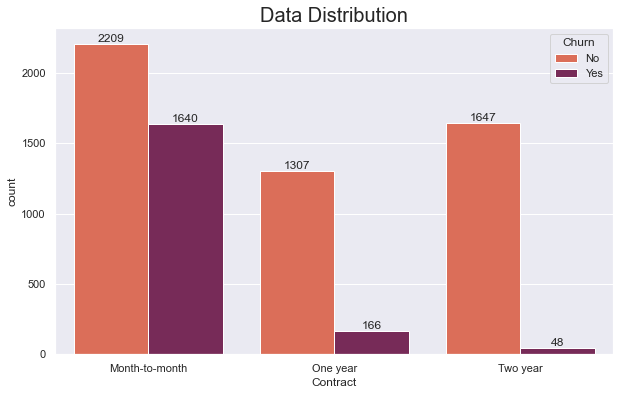 Data Distribution
Churn
No
Yes
2209
1640
1307
166
1647
48
2000
1500
1000
500
0
count
Month-to-month
One year
Two year
Contract